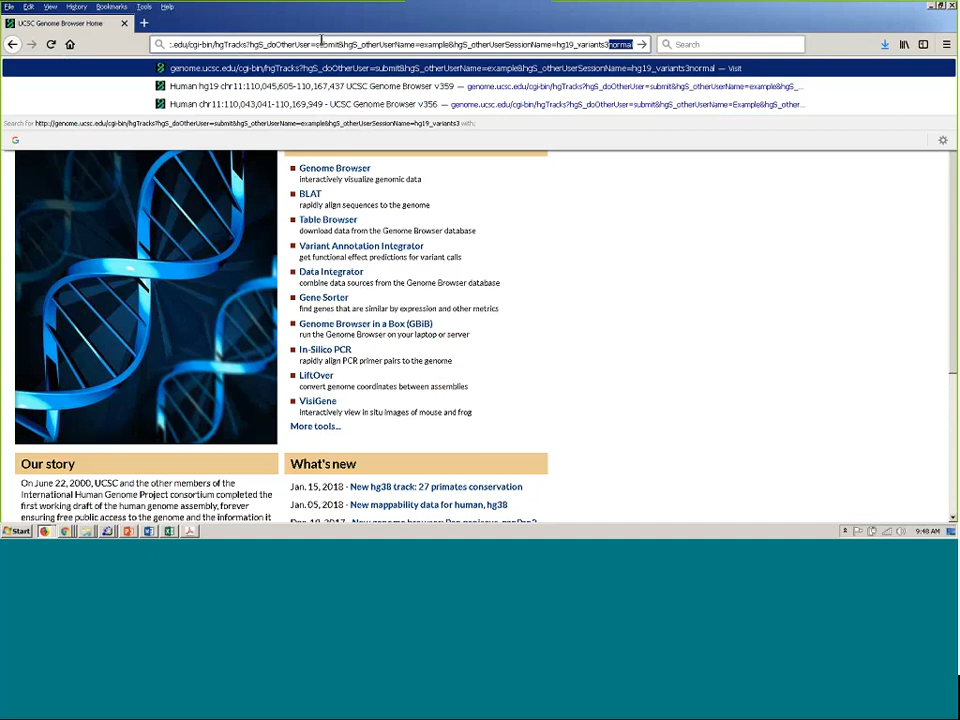 File Edit View History Bookmarks Tools Help
UCSC Genome Browser Home
:.edu/cgi-bin/hgTracks?hgS_doOtherUser=submit&hgS_otherUserName=example&hgS_otherUserSessionName=hg19_variants3normal
Search
genome.ucsc.edu/cgi-bin/hgTracks?hgS_doOtherUser=submit&hgS_otherUserName=example&hgS_otherUserSessionName=hg19_variants3normal — Visit
Human hg19 chr11:110,045,605-110,167,437 UCSC Genome Browser v359 — genome.ucsc.edu/cgi-bin/hgTracks?hgS_doOtherUser=submit&hgS_otherUserName=example&hgS_...
Human chr11:110,043,041-110,169,949 - UCSC Genome Browser v356 — genome.ucsc.edu/cgi-bin/hgTracks?hgS_doOtherUser=submit&hgS_otherUserName=Example&hgS_other...
Search for http://genome.ucsc.edu/cgi-bin/hgTracks?hgS_doOtherUser=submit&hgS_otherUserName=example&hgS_otherUserSessionName=hg19_variants3 with:
G
Genome Browser
interactively visualize genomic data
BLAT
rapidly align sequences to the genome
Table Browser
download data from the Genome Browser database
Variant Annotation Integrator
get functional effect predictions for variant calls
Data Integrator
combine data sources from the Genome Browser database
Gene Sorter
find genes that are similar by expression and other metrics
Genome Browser in a Box (GBiB)
run the Genome Browser on your laptop or server
In-Silico PCR
rapidly align PCR primer pairs to the genome
LiftOver
convert genome coordinates between assemblies
VisiGene
interactively view in situ images of mouse and frog
More tools...
Our story
On June 22, 2000, UCSC and the other members of the
International Human Genome Project consortium completed the
first working draft of the human genome assembly, forever
ensuring free public access to the genome and the information it
What's new
Jan. 15, 2018 - New hg38 track: 27 primates conservation
Jan. 05, 2018 - New mappability data for human, hg38
Start
9:48 AM